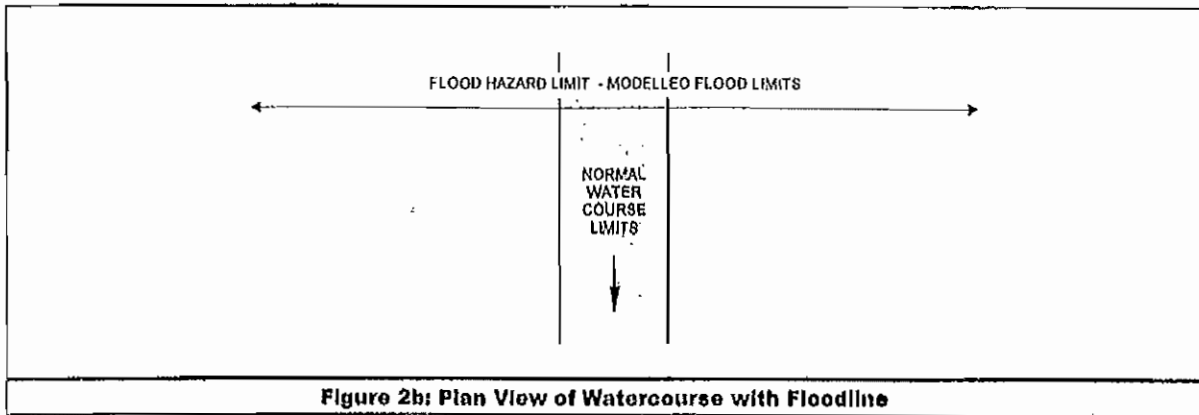 FLOOD HAZARD LIMIT - MODELLED FLOOD LIMITS
NORMAL
WATER
COURSE
LIMITS
Figure 2b: Plan View of Watercourse with Floodline